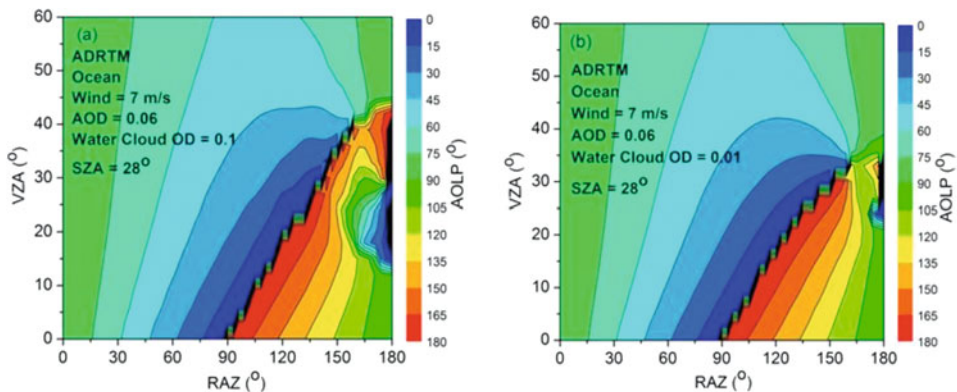 (a)
ADRTM
Ocean
Wind = 7 m/s
AOD = 0.06
Water Cloud OD = 0.1
SZA = 28°
60
50
40
30
20
10
0
VZA (°)
0 30 60 90 120 150 180
RAZ (°)
0
15
30
45
60
75
90
105
120
135
150
165
180
AOLP (°)
(b)
ADRTM
Ocean
Wind = 7 m/s
AOD = 0.06
Water Cloud OD = 0.01
SZA = 28°
60
50
40
30
20
10
0
VZA (°)
0 30 60 90 120 150 180
RAZ (°)
0
15
30
45
60
75
90
105
120
135
150
165
180
AOLP (°)